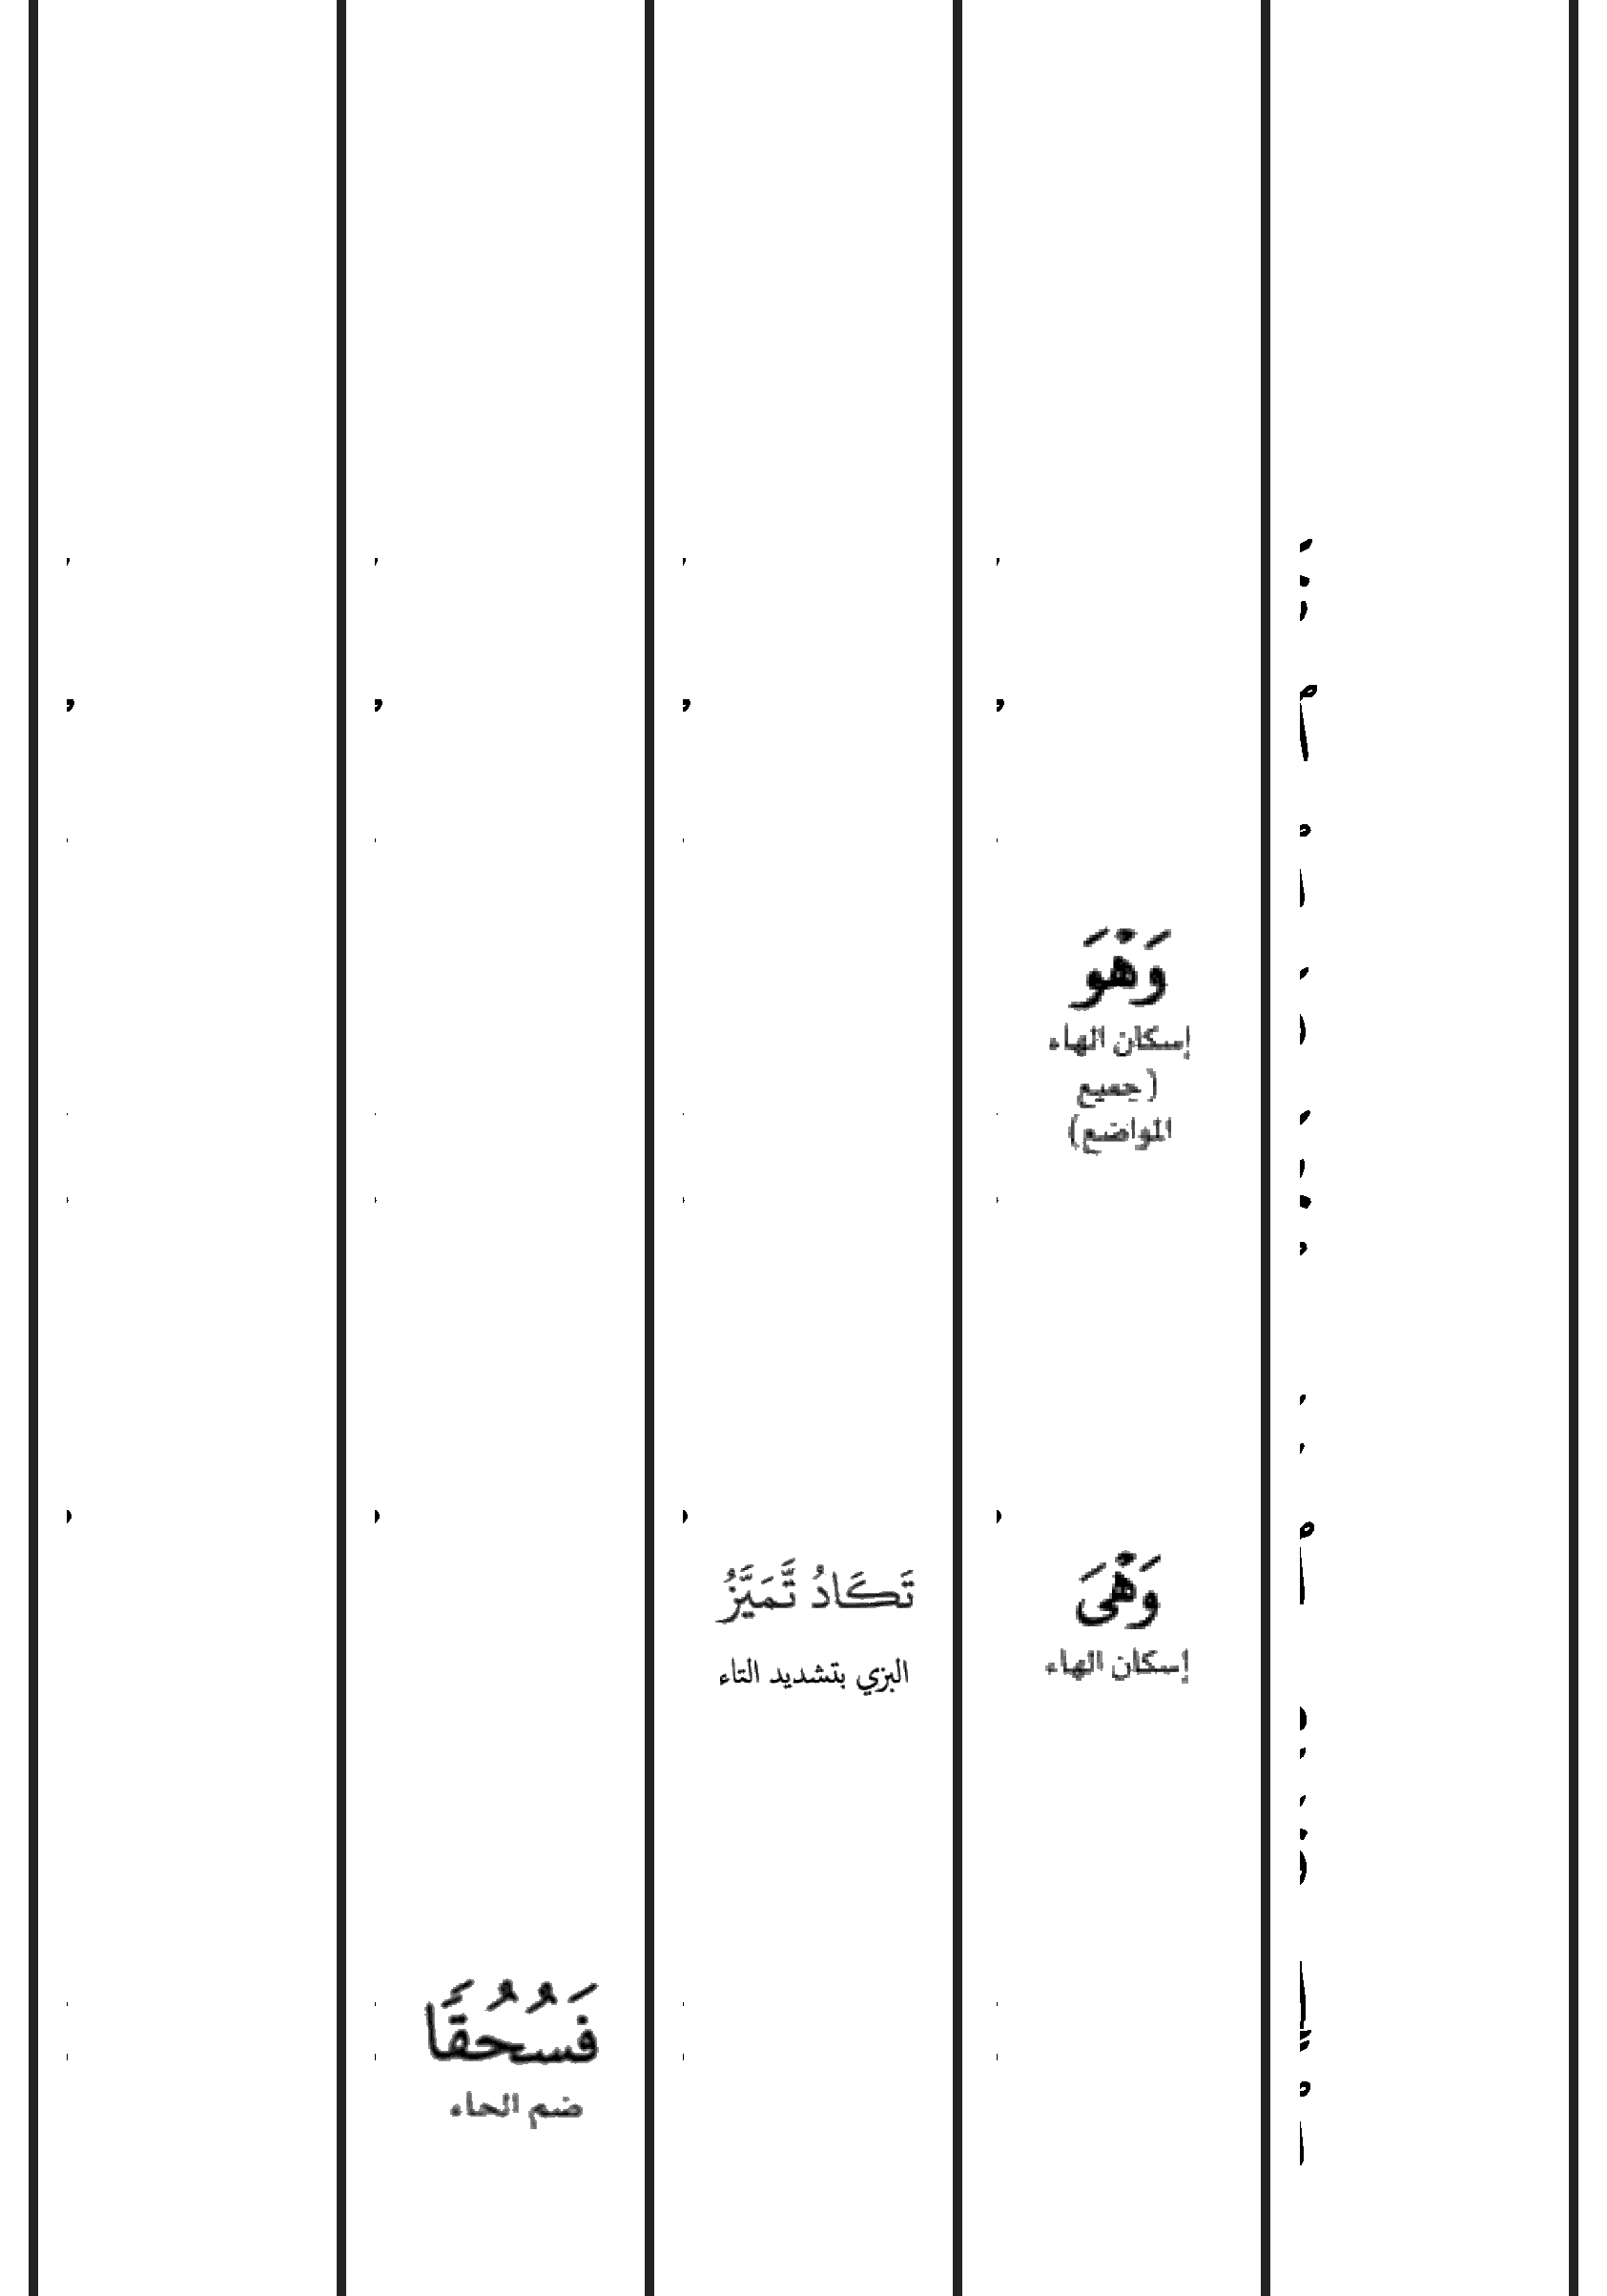 وَهْوَ
إسكان الهاء
(جميع
المواضع)
وَهْىَ
إسكان الهاء
تَكَادُ تَّمَيَّزُ
البزي بتشديد التاء
فَسُحُقًا
ضم الحاء